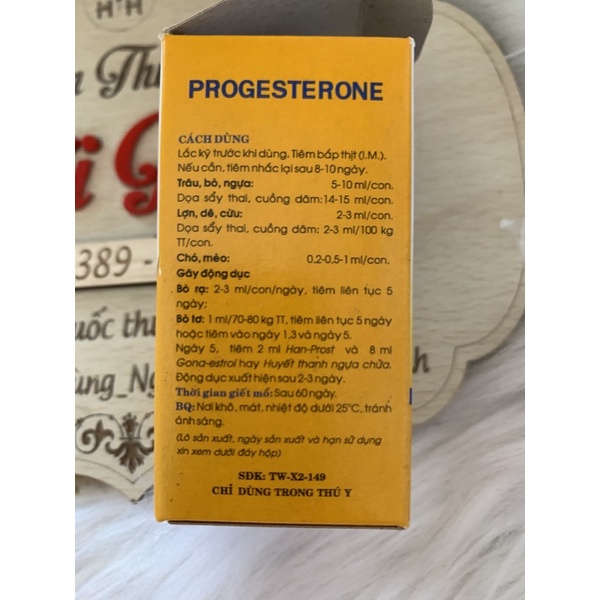 H H
Thú
389 -
uốc thú
ùng_Ng
PROGESTERONE
CÁCH DÙNG
Lắc kỹ trước khi dùng. Tiêm bắp thịt (I.M.).
Nếu cần, tiêm nhắc lại sau 8-10 ngày.
Trâu, bò, ngựa: 5-10 ml/con.
Dọa sẩy thai, cuồng dâm: 14-15 ml/con.
Lợn, dê, cừu: 2-3 ml/con.
Dọa sẩy thai, cuồng dâm: 2-3 ml/100 kg
TT/con.
Chó, mèo: 0,2-0,5-1 ml/con.
Gây động dục
Bò rạ: 2-3 ml/con/ngày, tiêm liên tục 5
ngày;
Bò tơ: 1 ml/70-80 kg TT, tiêm liên tục 5 ngày
hoặc tiêm vào ngày 1,3 và ngày 5.
Ngày 5, tiêm 2 ml Han-Prost và 8 ml
Gona-estrol hay Huyết thanh ngựa chửa.
Động dục xuất hiện sau 2-3 ngày.
Thời gian giết mổ: Sau 60 ngày.
BQ: Nơi khô, mát, nhiệt độ dưới 25°C, tránh
ánh sáng.
(Lô sản xuất, ngày sản xuất và hạn sử dụng
xin xem dưới đáy hộp)
SĐK: TW-X2-149
CHỈ DÙNG TRONG THÚ Y